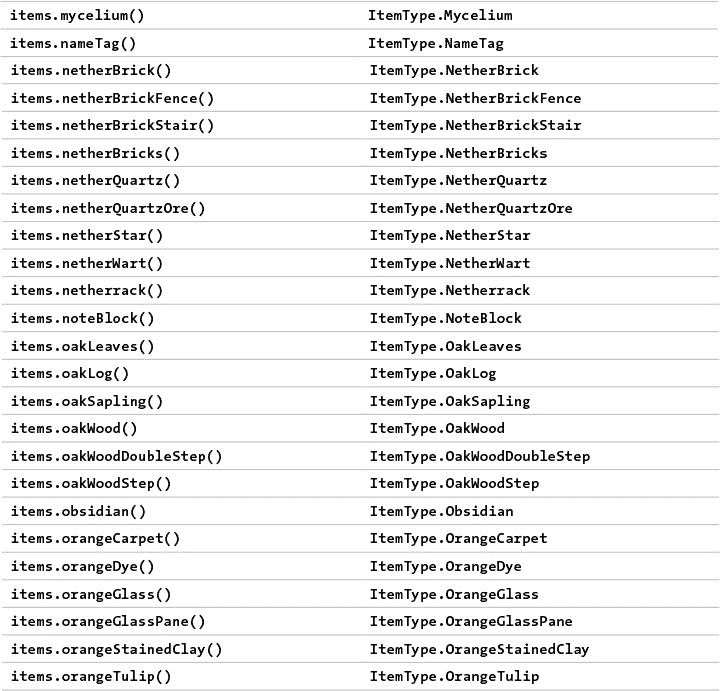 items.mycelium() ItemType.Mycelium
items.nameTag() ItemType.NameTag
items.netherBrick() ItemType.NetherBrick
items.netherBrickFence() ItemType.NetherBrickFence
items.netherBrickStair() ItemType.NetherBrickStair
items.netherBricks() ItemType.NetherBricks
items.netherQuartz() ItemType.NetherQuartz
items.netherQuartzOre() ItemType.NetherQuartzOre
items.netherStar() ItemType.NetherStar
items.netherWart() ItemType.NetherWart
items.netherrack() ItemType.Netherrack
items.noteBlock() ItemType.NoteBlock
items.oakLeaves() ItemType.OakLeaves
items.oakLog() ItemType.OakLog
items.oakSapling() ItemType.OakSapling
items.oakWood() ItemType.OakWood
items.oakWoodDoubleStep() ItemType.OakWoodDoubleStep
items.oakWoodStep() ItemType.OakWoodStep
items.obsidian() ItemType.Obsidian
items.orangeCarpet() ItemType.OrangeCarpet
items.orangeDye() ItemType.OrangeDye
items.orangeGlass() ItemType.OrangeGlass
items.orangeGlassPane() ItemType.OrangeGlassPane
items.orangeStainedClay() ItemType.OrangeStainedClay
items.orangeTulip() ItemType.OrangeTulip